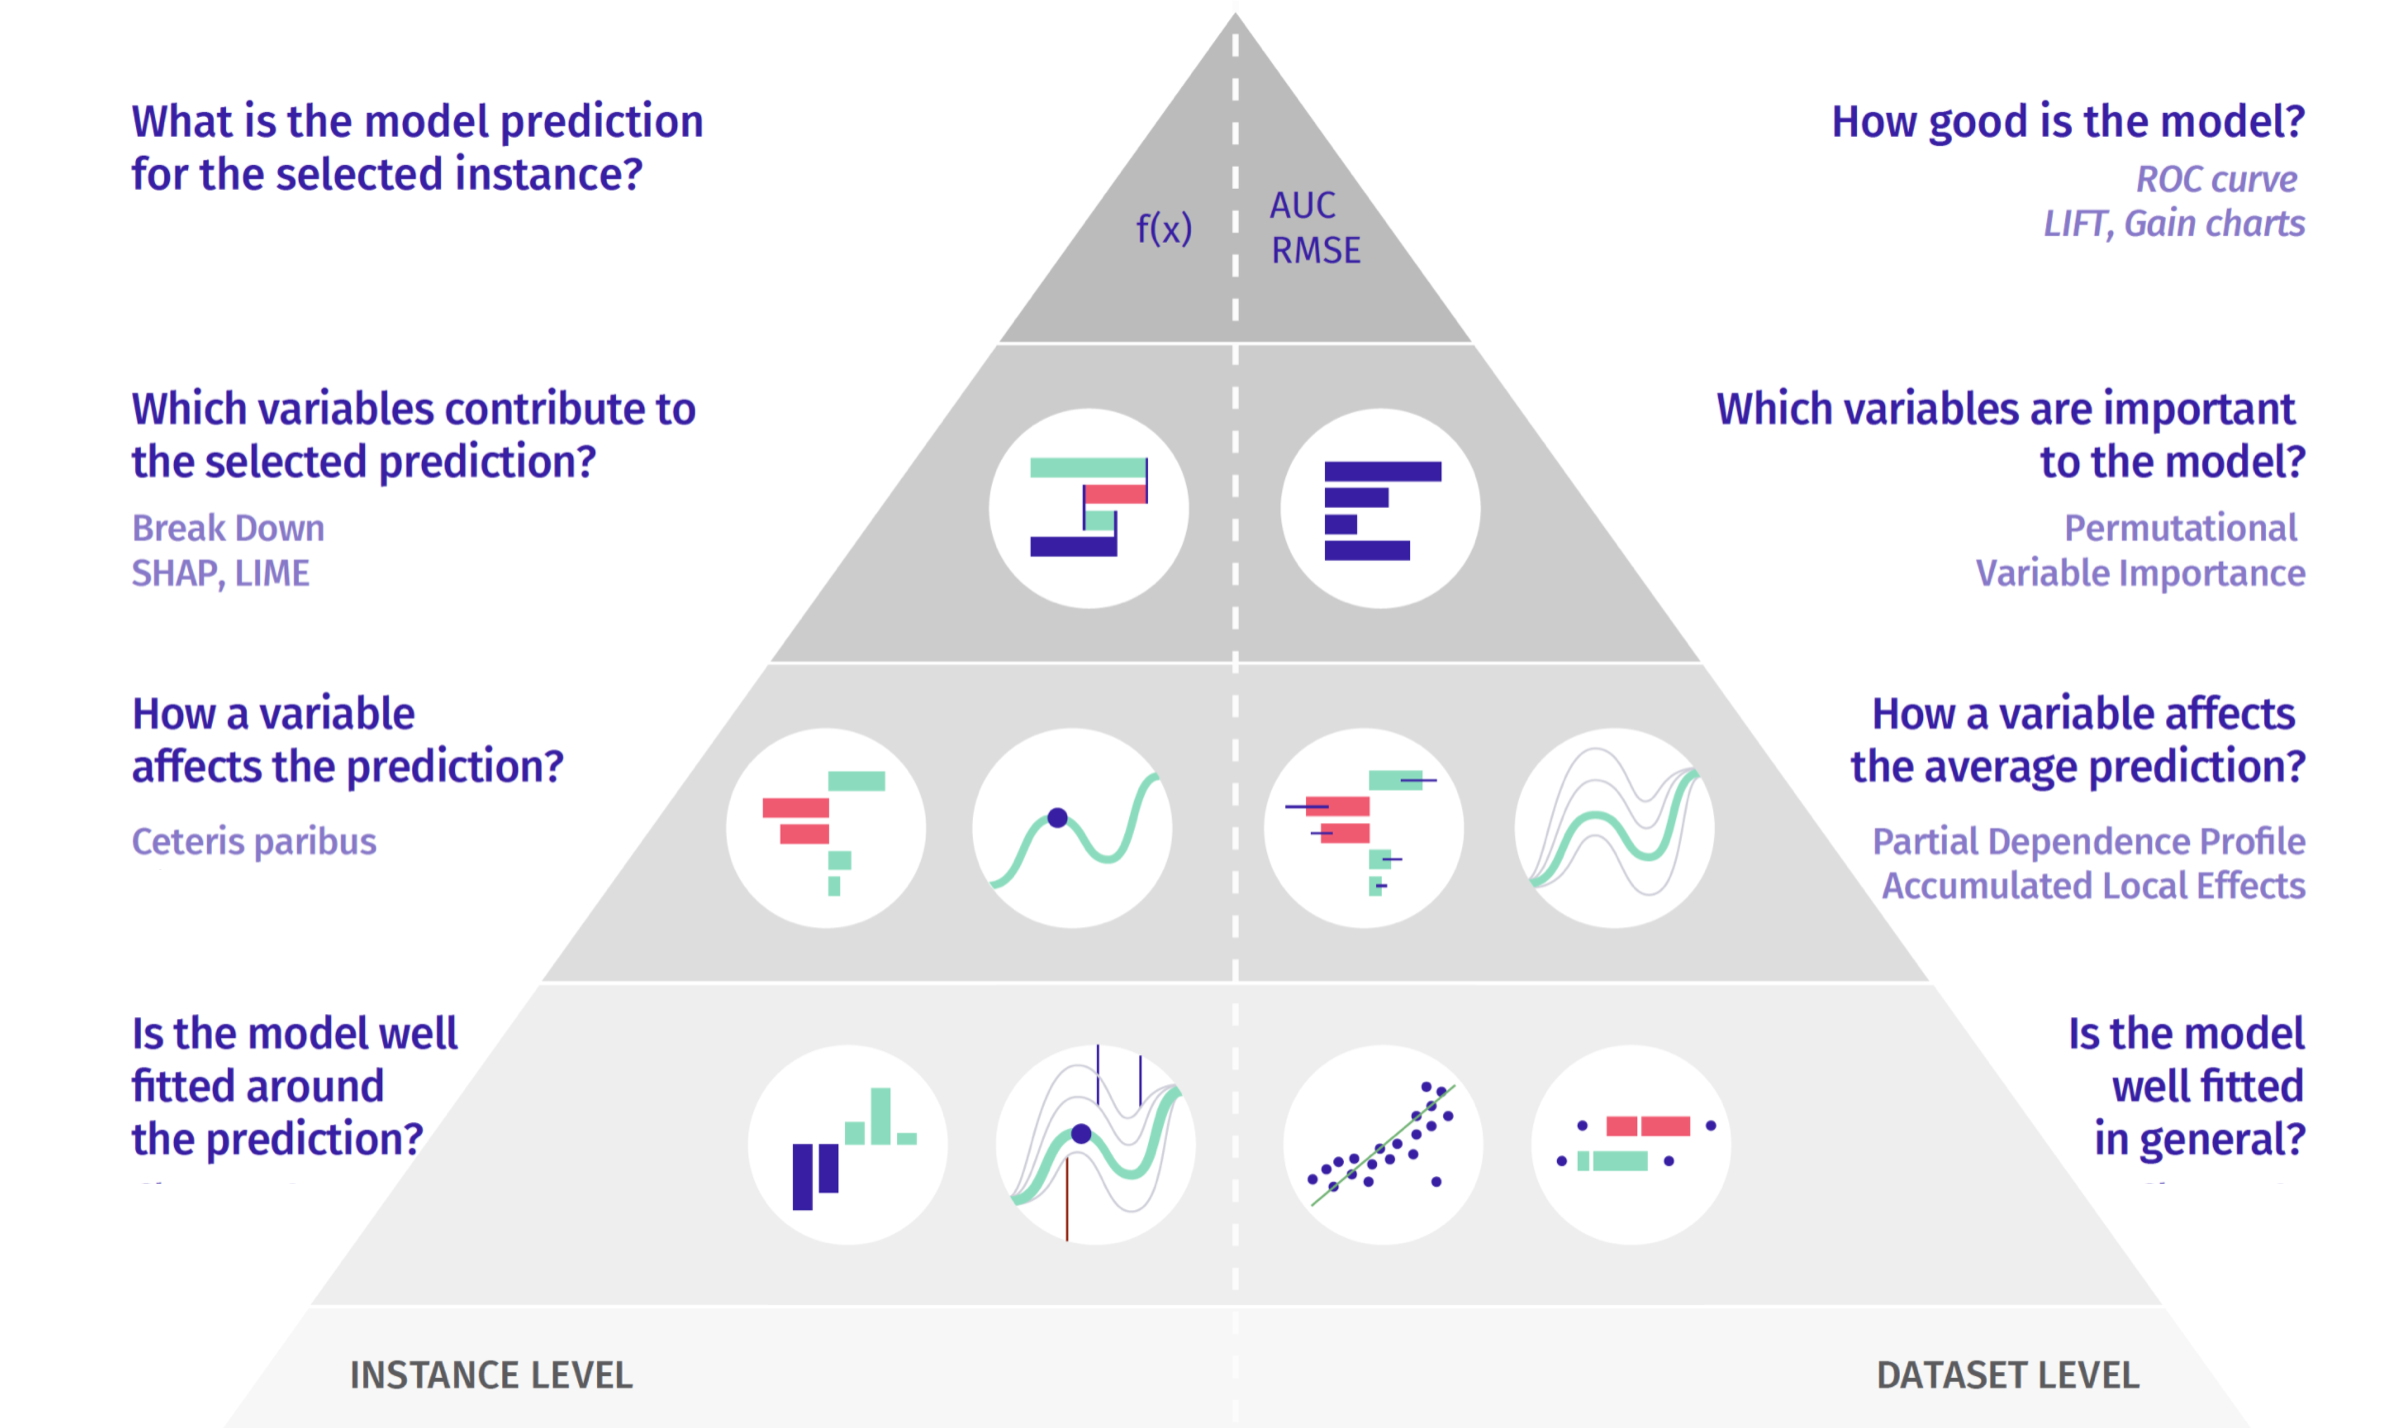 What is the model prediction
for the selected instance?
f(x)
AUC
RMSE
How good is the model?
ROC curve
LIFT, Gain charts
Which variables contribute to
the selected prediction?
Break Down
SHAP, LIME
Which variables are important
to the model?
Permutational
Variable Importance
How a variable
affects the prediction?
Ceteris paribus
How a variable affects
the average prediction?
Partial Dependence Profile
Accumulated Local Effects
Is the model well
fitted around
the prediction?
Is the model
well fitted
in general?
INSTANCE LEVEL
DATASET LEVEL